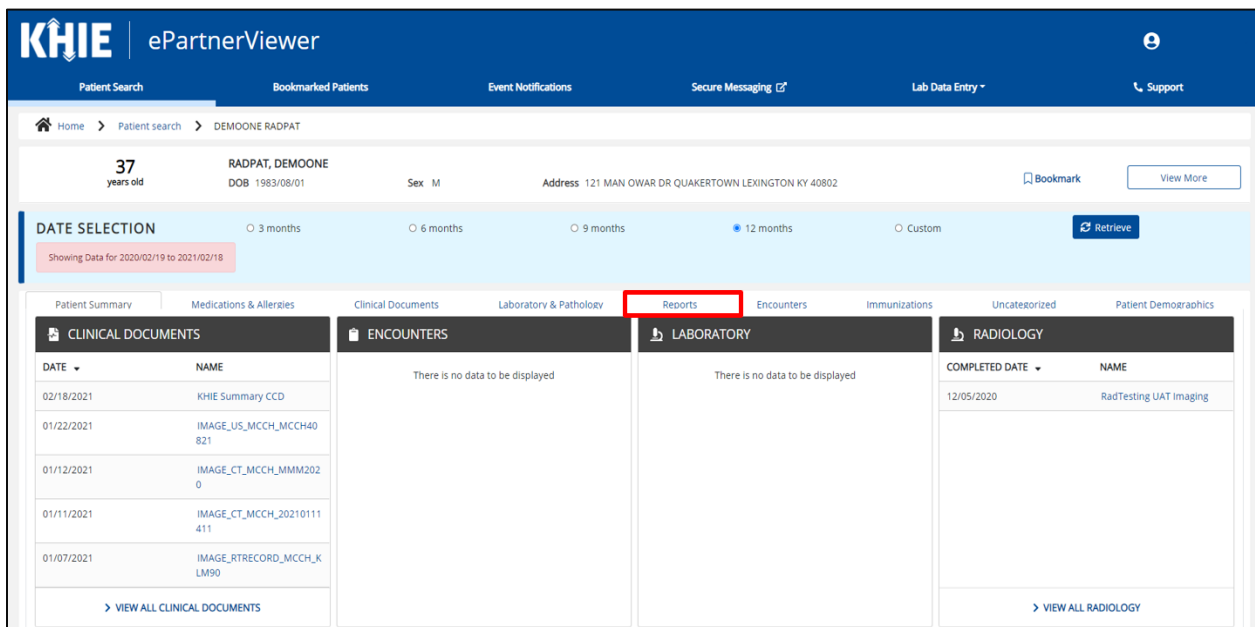 KHIE ePartnerViewer
Patient Search Bookmarked Patients Event Notifications Secure Messaging Lab Data Entry Support
Home > Patient search > DEMOONE RADPAT
37 years old
RADPAT, DEMOONE
DOB 1983/08/01 Sex M Address 121 MAN OWAR DR QUAKERTOWN LEXINGTON KY 40802
Bookmark View More
DATE SELECTION 3 months 6 months 9 months 12 months Custom Retrieve
Showing Data for 2020/02/19 to 2021/02/18
Patient Summary Medications & Allergies Clinical Documents Laboratory & Pathology Reports Encounters Immunizations Uncategorized Patient Demographics
CLINICAL DOCUMENTS
DATE NAME
02/18/2021 KHIE Summary CCD
01/22/2021 IMAGE_US_MCCH_MCCH40
821
01/12/2021 IMAGE_CT_MCCH_MMM202
0
01/11/2021 IMAGE_CT_MCCH_20210111
411
01/07/2021 IMAGE_RTRECORD_MCCH_K
LM90
> VIEW ALL CLINICAL DOCUMENTS
ENCOUNTERS
There is no data to be displayed
LABORATORY
There is no data to be displayed
RADIOLOGY
COMPLETED DATE NAME
12/05/2020 RadTesting UAT Imaging
> VIEW ALL RADIOLOGY